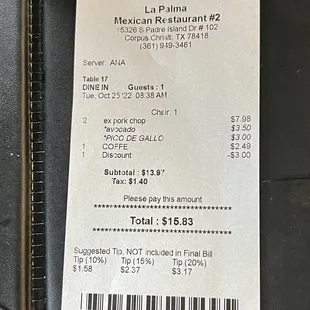 La Palma
Mexican Restaurant #2
15326 S Padre Island Dr # 102
Corpus Christi, TX 78418
(361) 949-3461
Server: ANA
Table 17
DINE IN Guests : 1
Tue, Oct 25 '22, 08:38 AM
Chair: 1
2 ex pork chop $7.98
*avocado $3.50
*PICO DE GALLO $3.00
1 COFFE $2.49
1 Discount -$3.00
Subtotal : $13.97
Tax: $1.40
Please pay this amount
Total : $15.83
Suggested Tip, NOT Included in Final Bill
Tip (10%) Tip (15%) Tip (20%)
$1.58 $2.37 $3.17